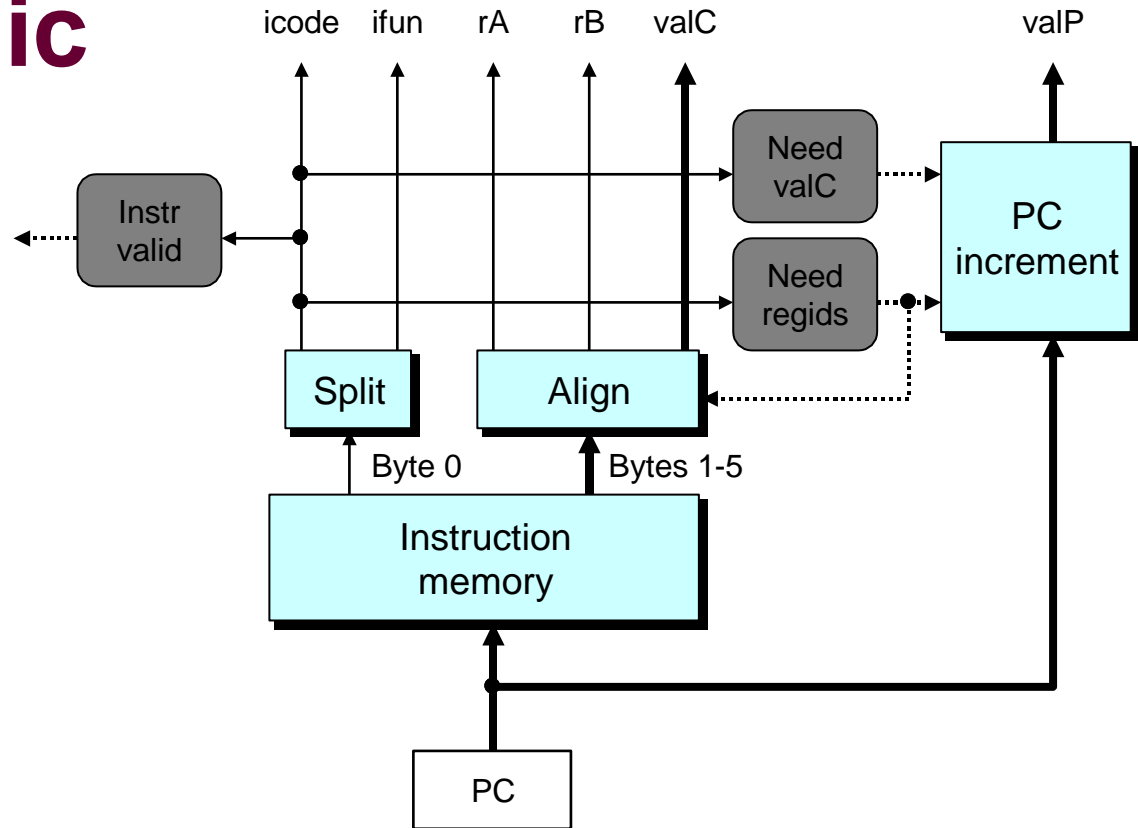 ic
icode ifun rA rB valC valP
Need
valC
Instr
valid
PC
increment
Need
regids
Split
Align
Byte 0
Bytes 1-5
Instruction
memory
PC